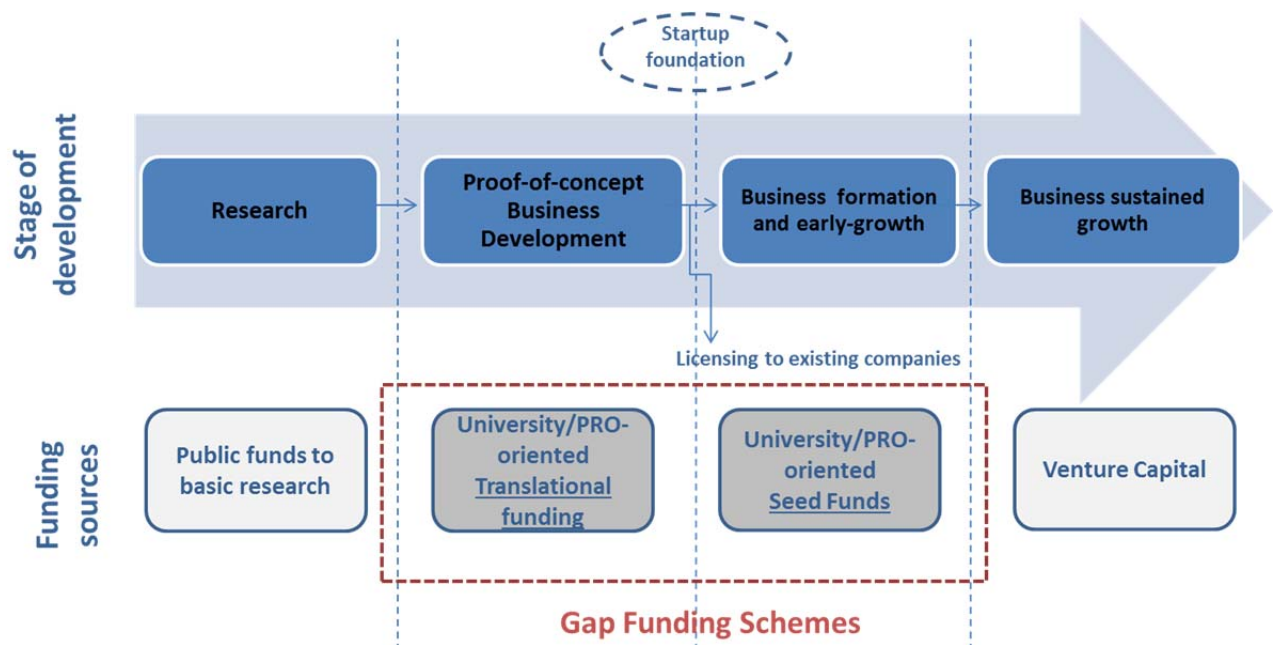 Startup
foundation
Stage of
development
Research
Proof-of-concept
Business
Development
Business formation
and early-growth
Business sustained
growth
Licensing to existing companies
Funding
sources
Public funds to
basic research
University/PRO-
oriented
Translational
funding
University/PRO-
oriented
Seed Funds
Venture Capital
Gap Funding Schemes